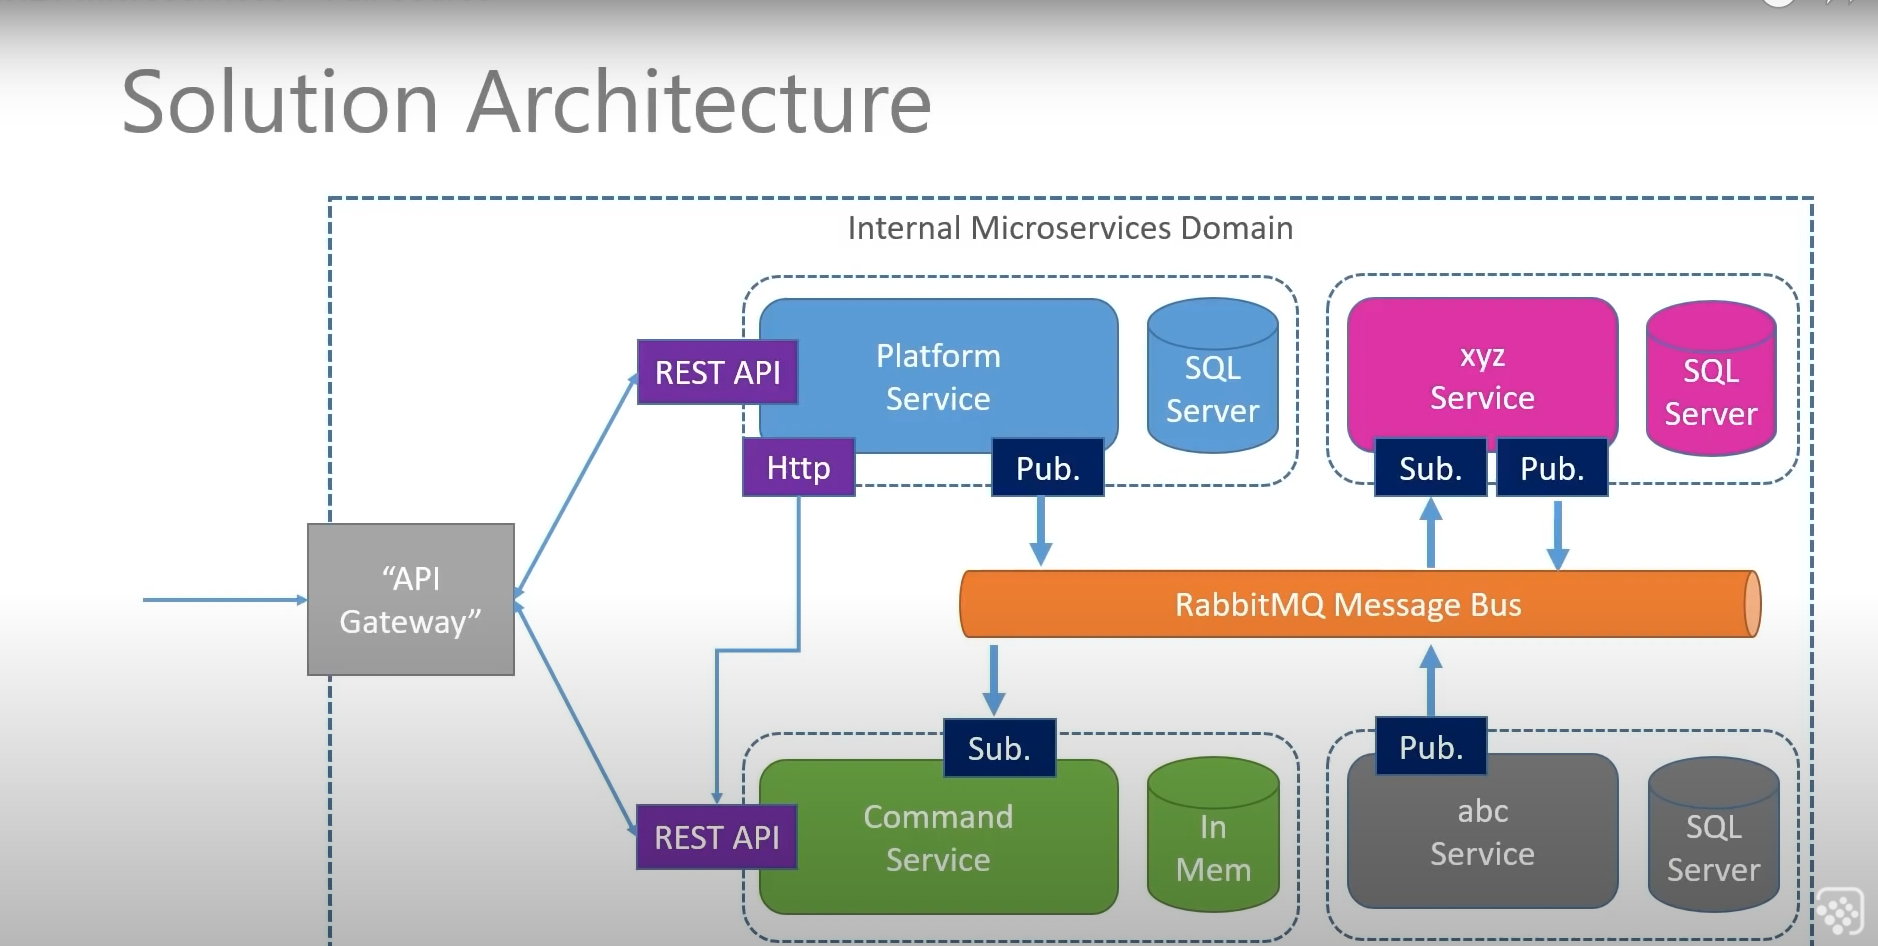 Solution Architecture
Internal Microservices Domain
Platform
Service
SQL
Server
xyz
Service
SQL
Server
REST API
Http
Pub.
Sub.
Pub.
“API
Gateway”
RabbitMQ Message Bus
Sub.
Pub.
REST API
Command
Service
In
Mem
abc
Service
SQL
Server